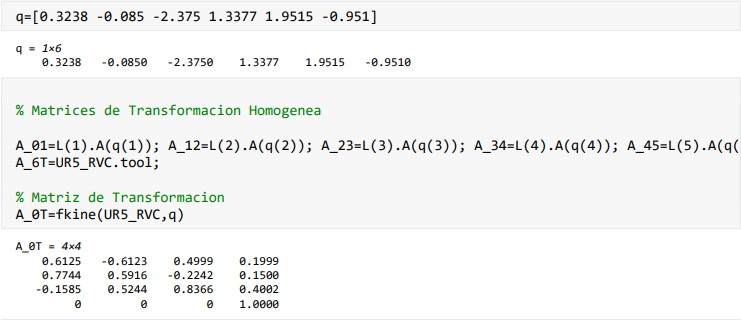 q=[0.3238 -0.085 -2.375 1.3377 1.9515 -0.951]
q = 1×6
0.3238 -0.0850 -2.3750 1.3377 1.9515 -0.9510
% Matrices de Transformacion Homogenea
A_01=L(1).A(q(1)); A_12=L(2).A(q(2)); A_23=L(3).A(q(3)); A_34=L(4).A(q(4)); A_45=L(5).A(q(
A_6T=UR5_RVC.tool;
% Matriz de Transformacion
A_0T=fkine(UR5_RVC,q)
A_0T = 4×4
0.6125 -0.6123 0.4999 0.1999
0.7744 0.5916 -0.2242 0.1500
-0.1585 0.5244 0.8366 0.4002
0 0 0 1.0000